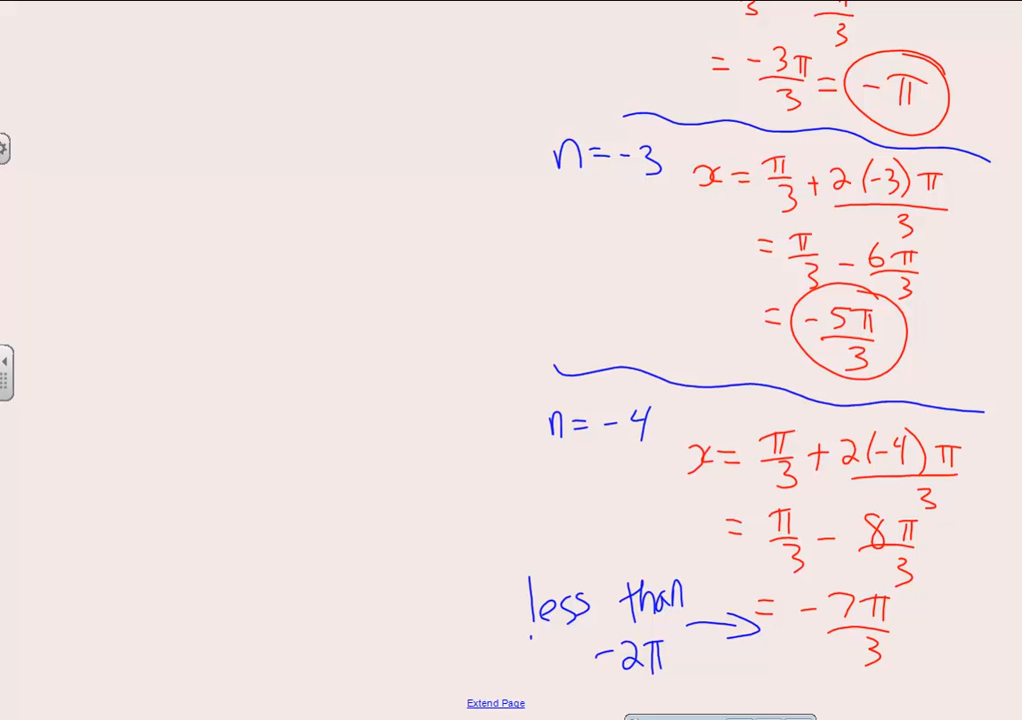 = -3π/3 = -π
n = -3
x = π/3 + 2(-3)π/3
= π/3 - 6π/3
= -5π/3
n = -4
x = π/3 + 2(-4)π/3
= π/3 - 8π/3
less than
-2π → = -7π/3
Extend Page